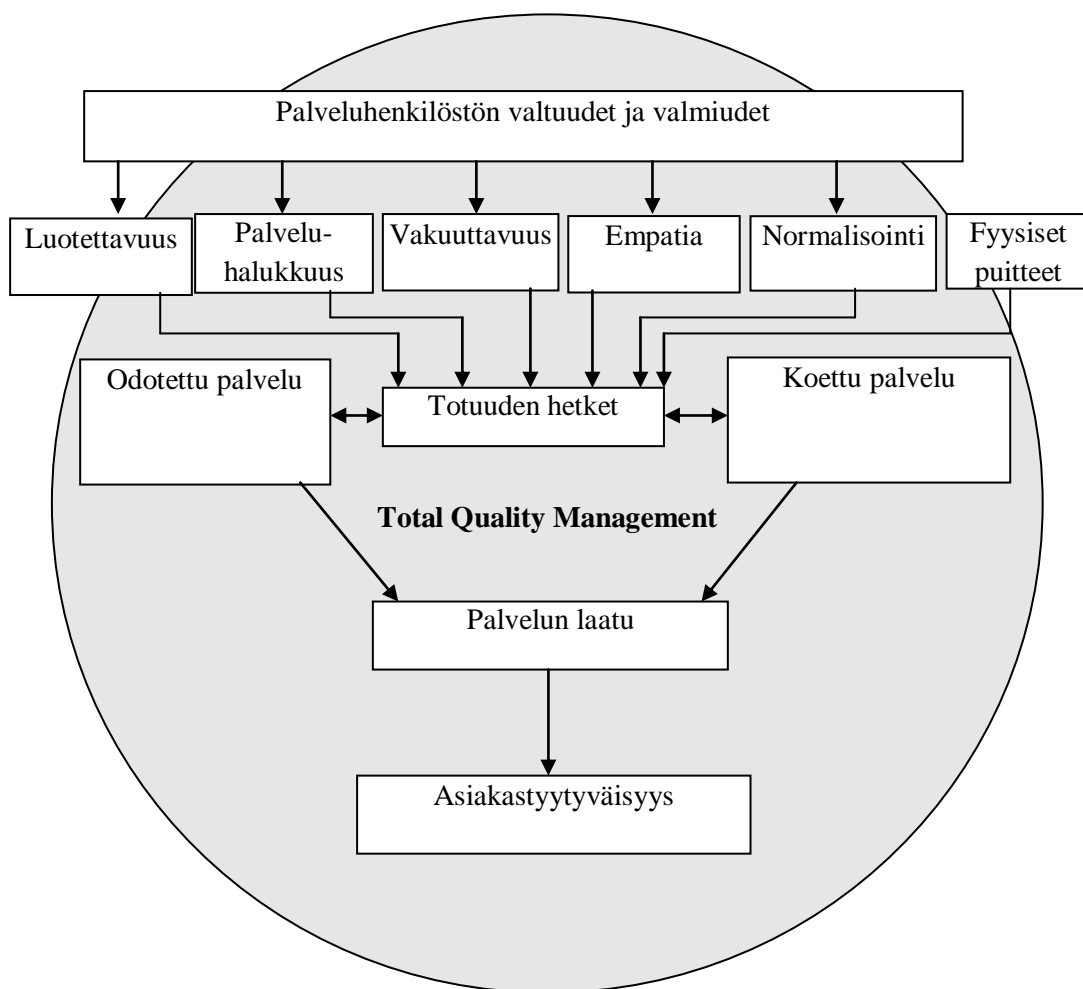 Palveluhenkilöstön valtuudet ja valmiudet
Luotettavuus
Palvelu-
halukkuus
Vakuuttavuus
Empatia
Normalisointi
Fyysiset
puitteet
Odotettu palvelu
Totuuden hetket
Koettu palvelu
Total Quality Management
Palvelun laatu
Asiakastyytyväisyys